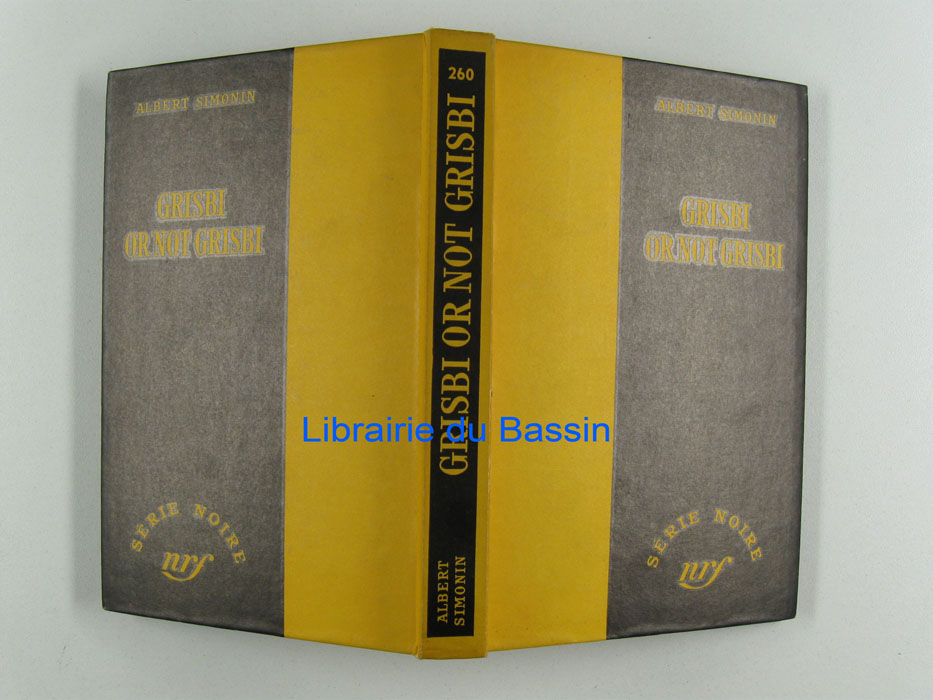 ALBERT SIMONIN
GRISBI
OR NOT GRISBI
SÉRIE NOIRE
nrf
260
GRISBI OR NOT GRISBI
ALBERT
SIMONIN
ALBERT SIMONIN
GRISBI
OR NOT GRISBI
SÉRIE NOIRE
nrf
Librairie du Bassin